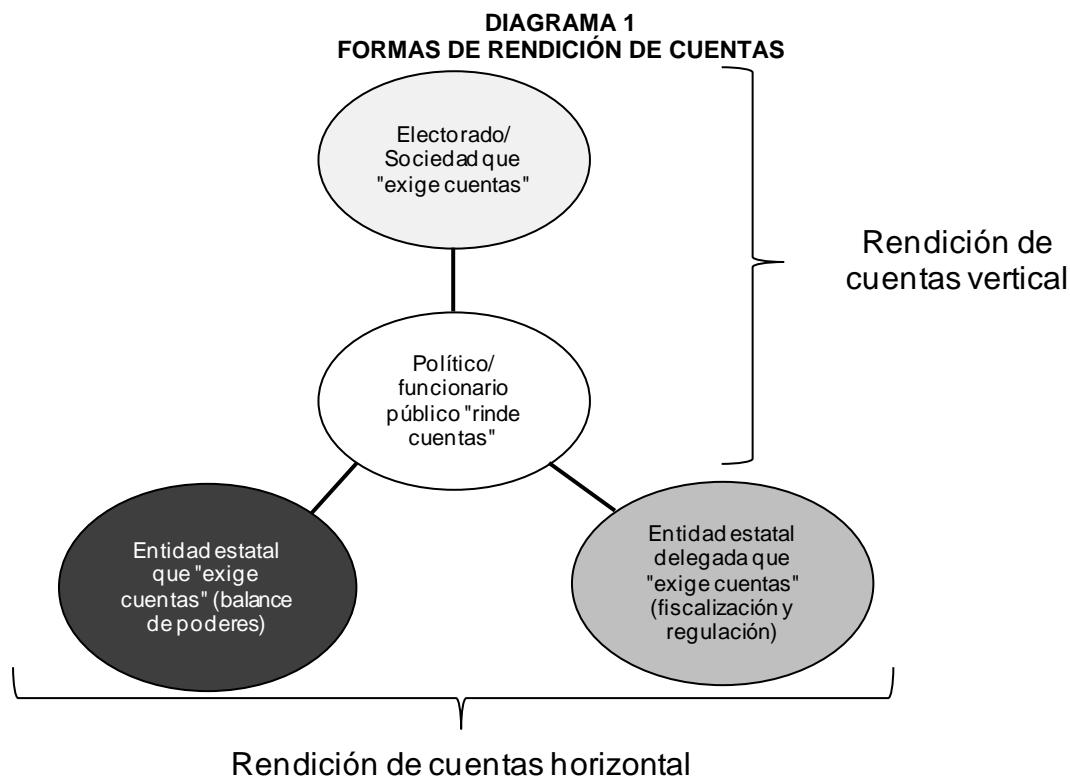 DIAGRAMA 1
FORMAS DE RENDICIÓN DE CUENTAS
Electorado/
Sociedad que
"exige cuentas"
Rendición de
cuentas vertical
Político/
funcionario
público "rinde
cuentas"
Entidad estatal
que "exige
cuentas" (balance
de poderes)
Entidad estatal
delegada que
"exige cuentas"
(fiscalización y
regulación)
Rendición de cuentas horizontal